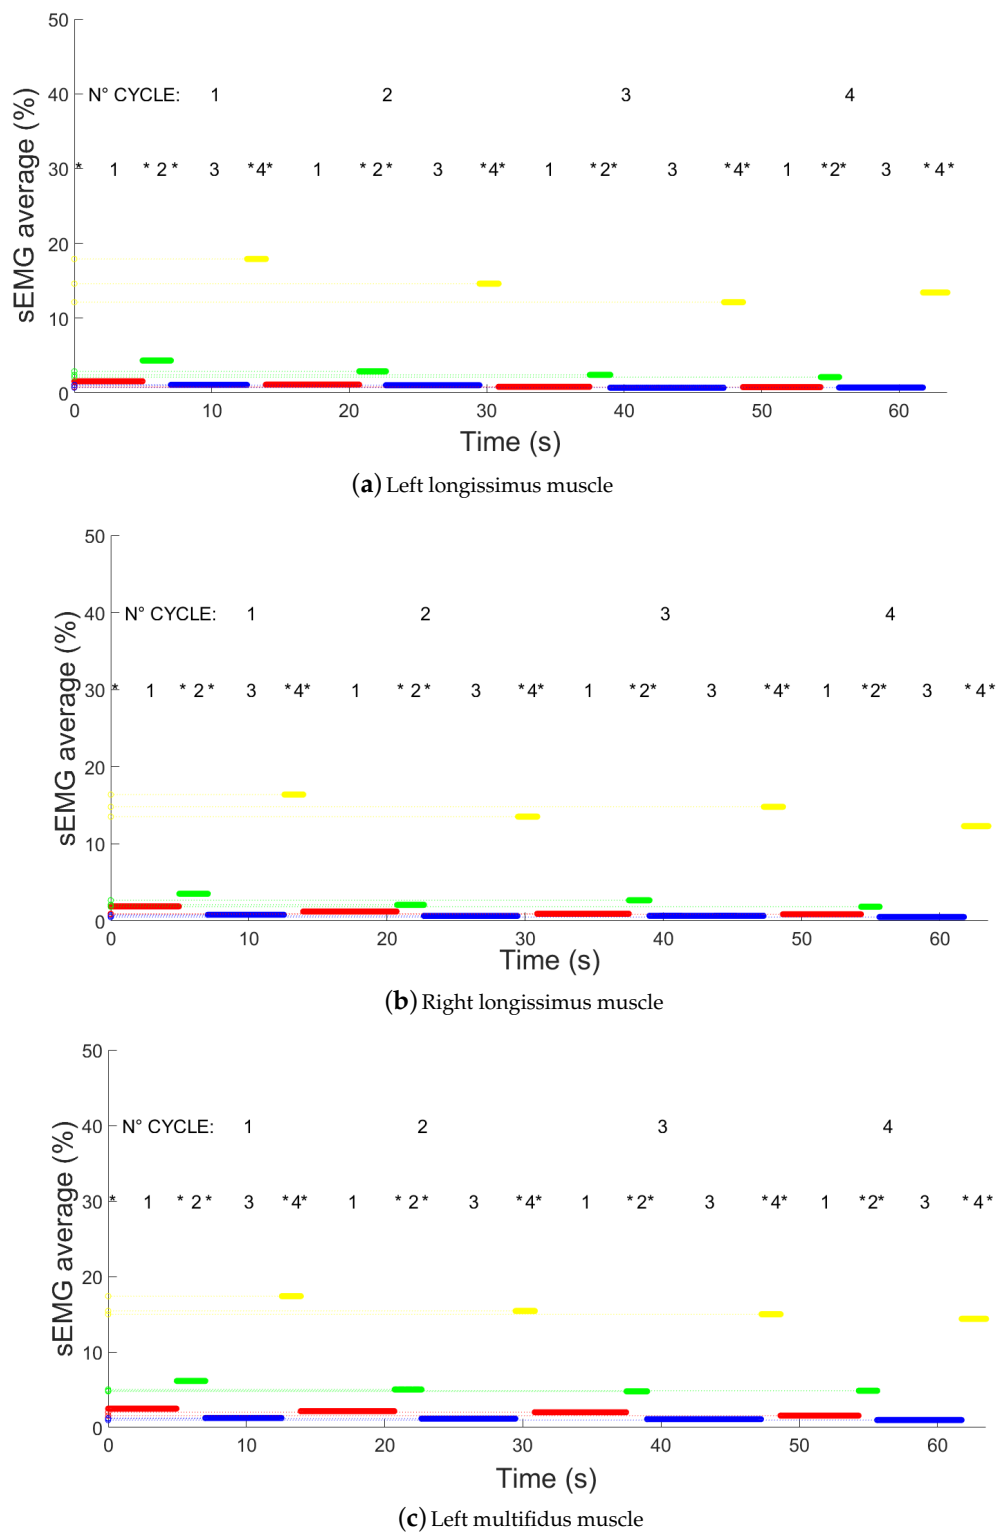 50
40
N° CYCLE: 1 2 3 4
30
* 1 * 2 * 3 *4* 1 * 2 * 3 *4* 1 *2* 3 *4* 1 *2* 3 * 4 *
20
10
0
sEMG average (%)
0 10 20 30 40 50 60
Time (s)
(a) Left longissimus muscle
50
40
N° CYCLE: 1 2 3 4
30
* 1 * 2 * 3 *4* 1 * 2 * 3 *4* 1 *2* 3 *4* 1 *2* 3 * 4*
20
10
0
sEMG average (%)
0 10 20 30 40 50 60
Time (s)
(b) Right longissimus muscle
50
40
N° CYCLE: 1 2 3 4
30
* 1 * 2 * 3 *4* 1 * 2 * 3 *4* 1 *2* 3 *4* 1 *2* 3 * 4 *
20
10
0
sEMG average (%)
0 10 20 30 40 50 60
Time (s)
(c) Left multifidus muscle